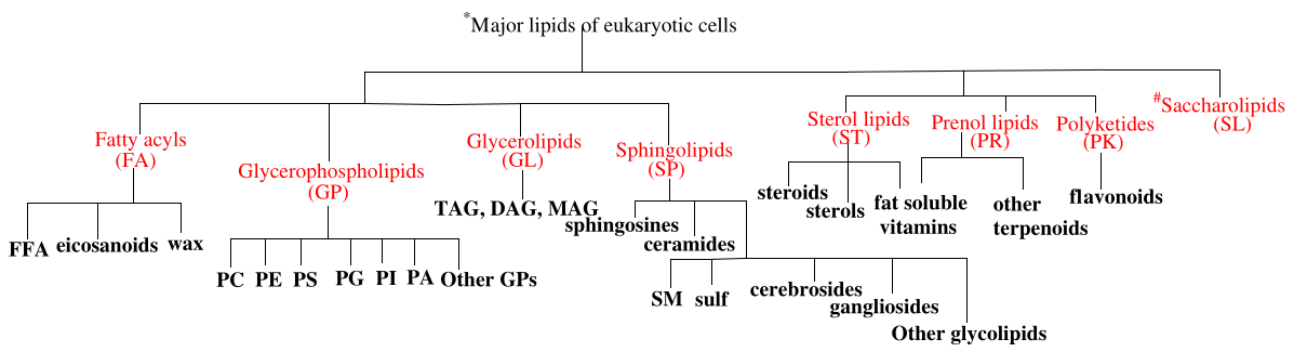 *Major lipids of eukaryotic cells
Fatty acyls
(FA)
Glycerophospholipids
(GP)
Glycerolipids
(GL)
Sphingolipids
(SP)
Sterol lipids
(ST)
Prenol lipids
(PR)
Polyketides
(PK)
#Saccharolipids
(SL)
FFA
eicosanoids
wax
PC
PE
PS
PG
PI
PA
Other GPs
TAG, DAG, MAG
sphingosines
ceramides
SM
sulf
cerebrosides
gangliosides
Other glycolipids
steroids
sterols
fat soluble
vitamins
other
terpenoids
flavonoids